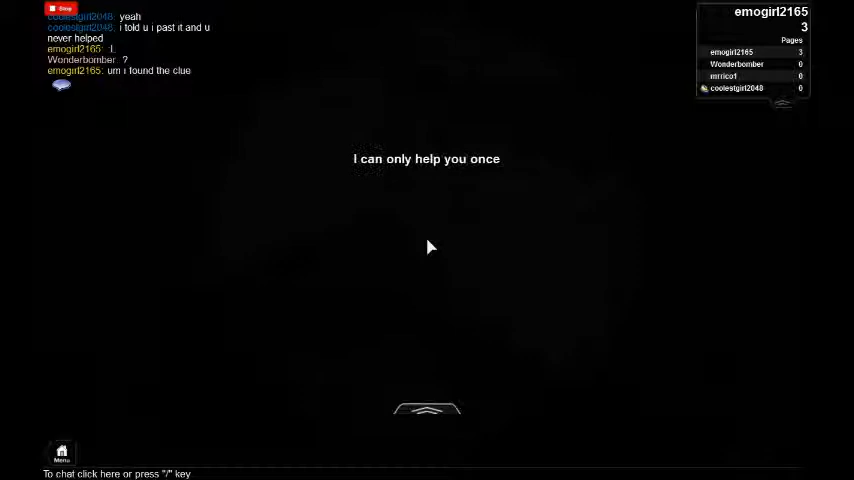 Stop
coolestgirl2048: yeah
coolestgirl2048: i told u i past it and u
never helped
emogirl2165: :l.
Wonderbomber: ?
emogirl2165: um i found the clue
emogirl2165
3
Pages
emogirl2165 3
Wonderbomber 0
mrrico1 0
coolestgirl2048 0
I can only help you once
Menu
To chat click here or press "/" key